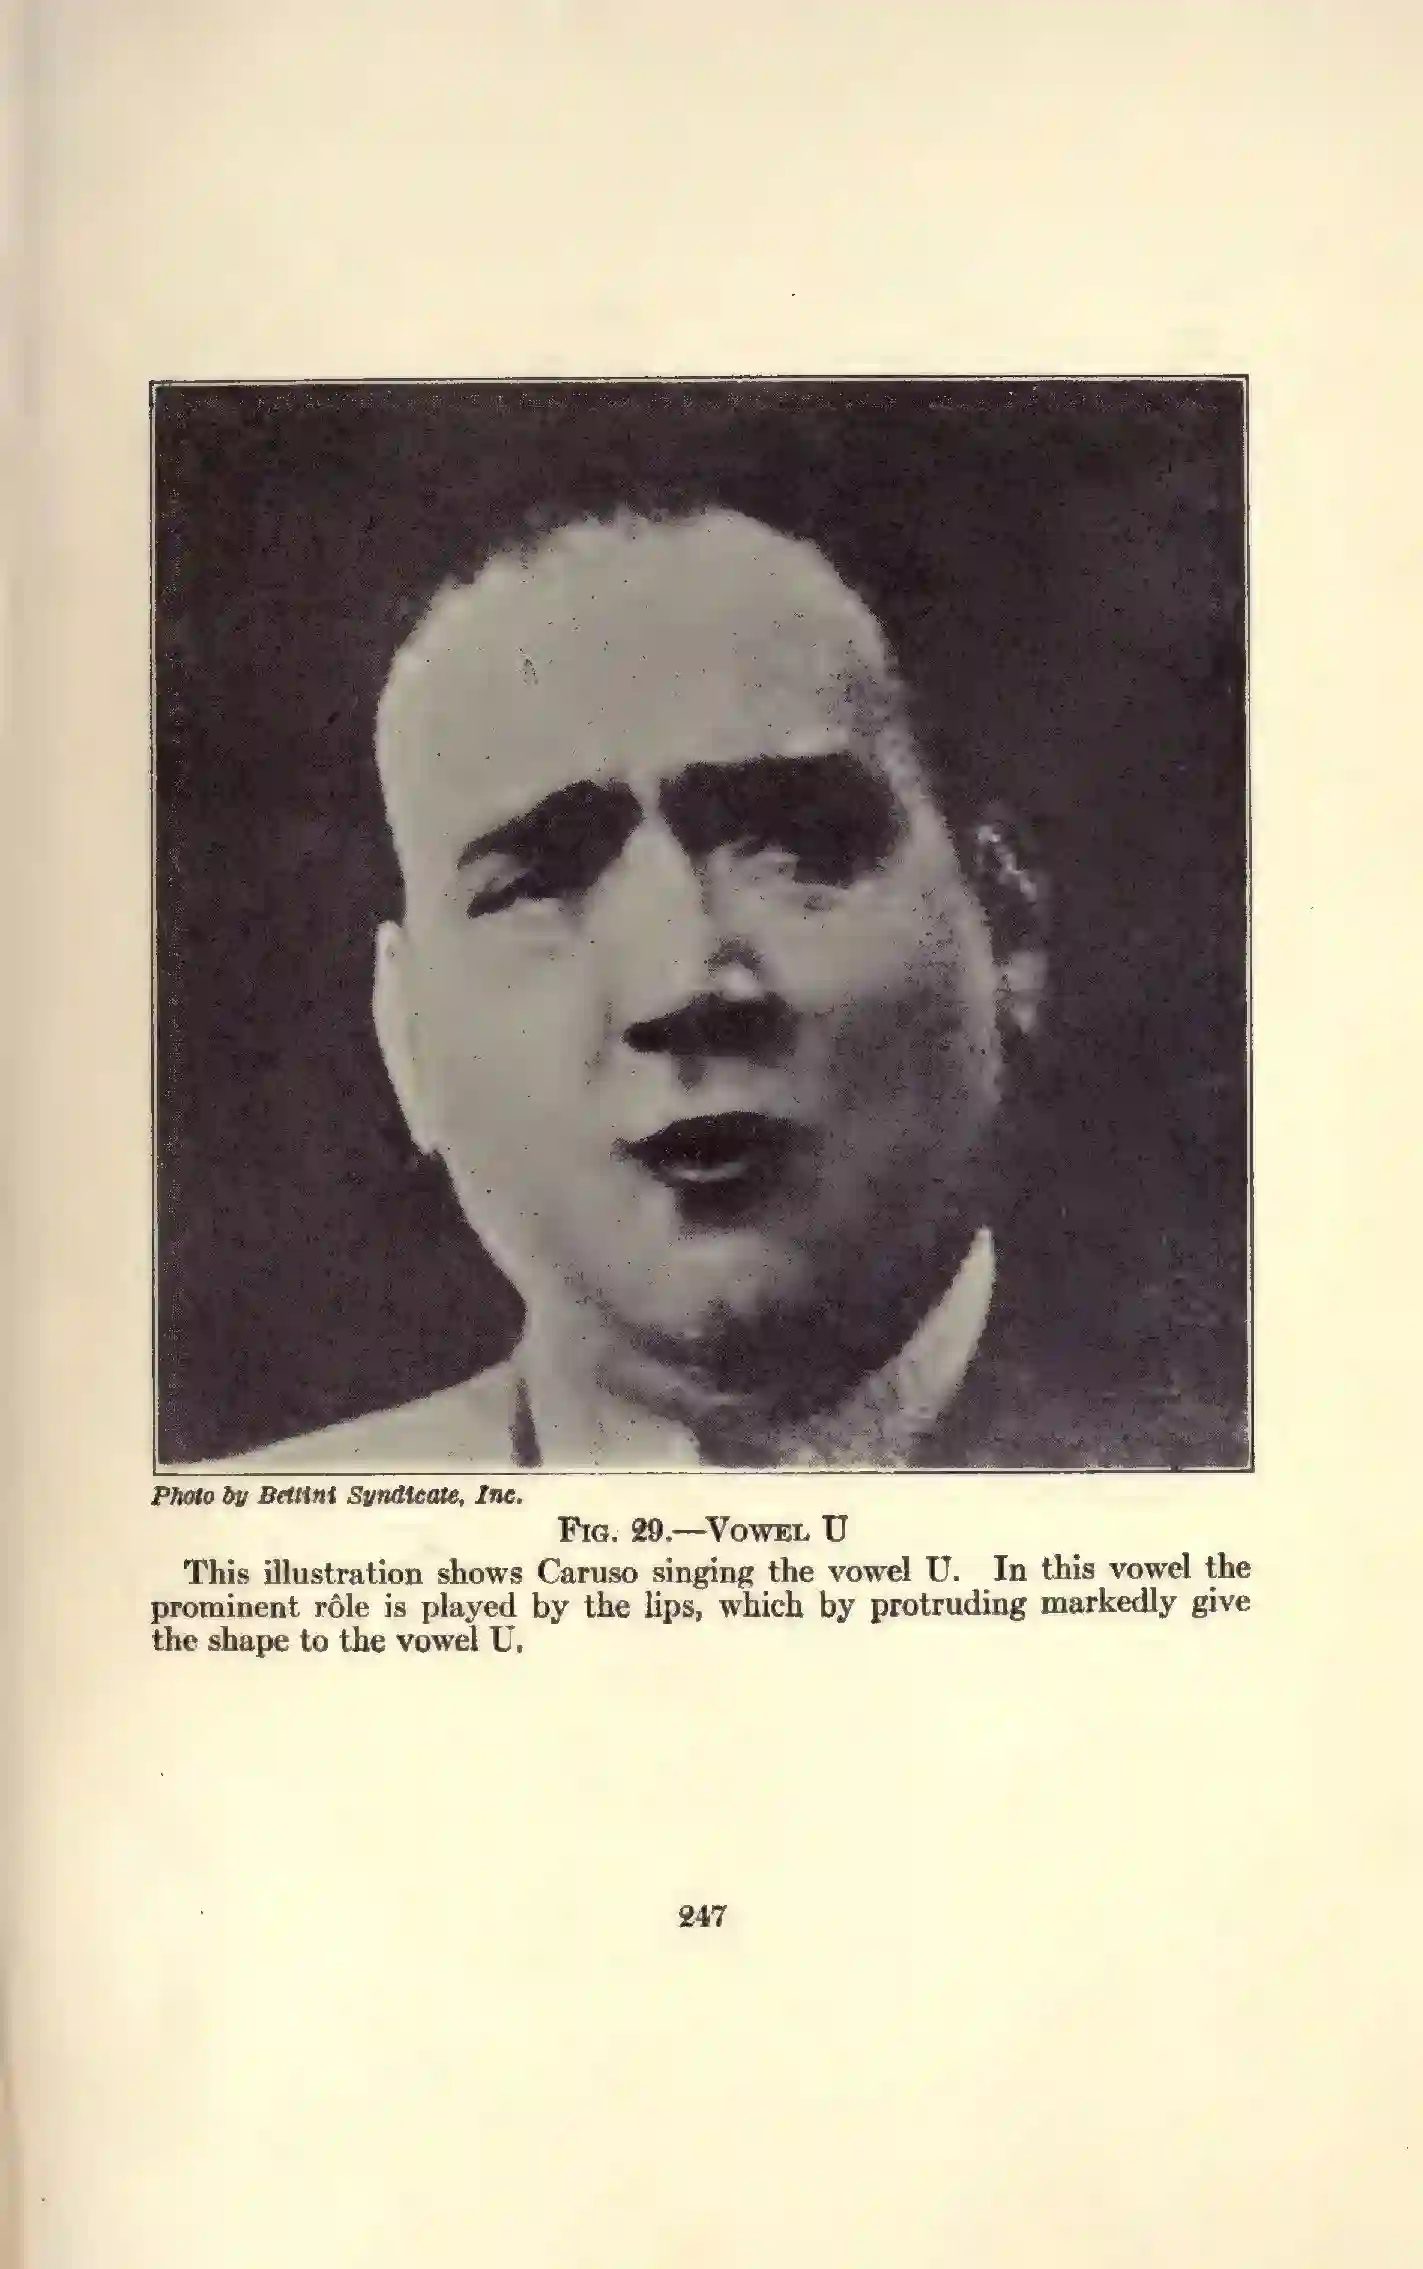 Photo by Bettini Syndicate, Inc.
Fig. 29.—Vowel U
This illustration shows Caruso singing the vowel U. In this vowel the
prominent rôle is played by the lips, which by protruding markedly give
the shape to the vowel U.
247